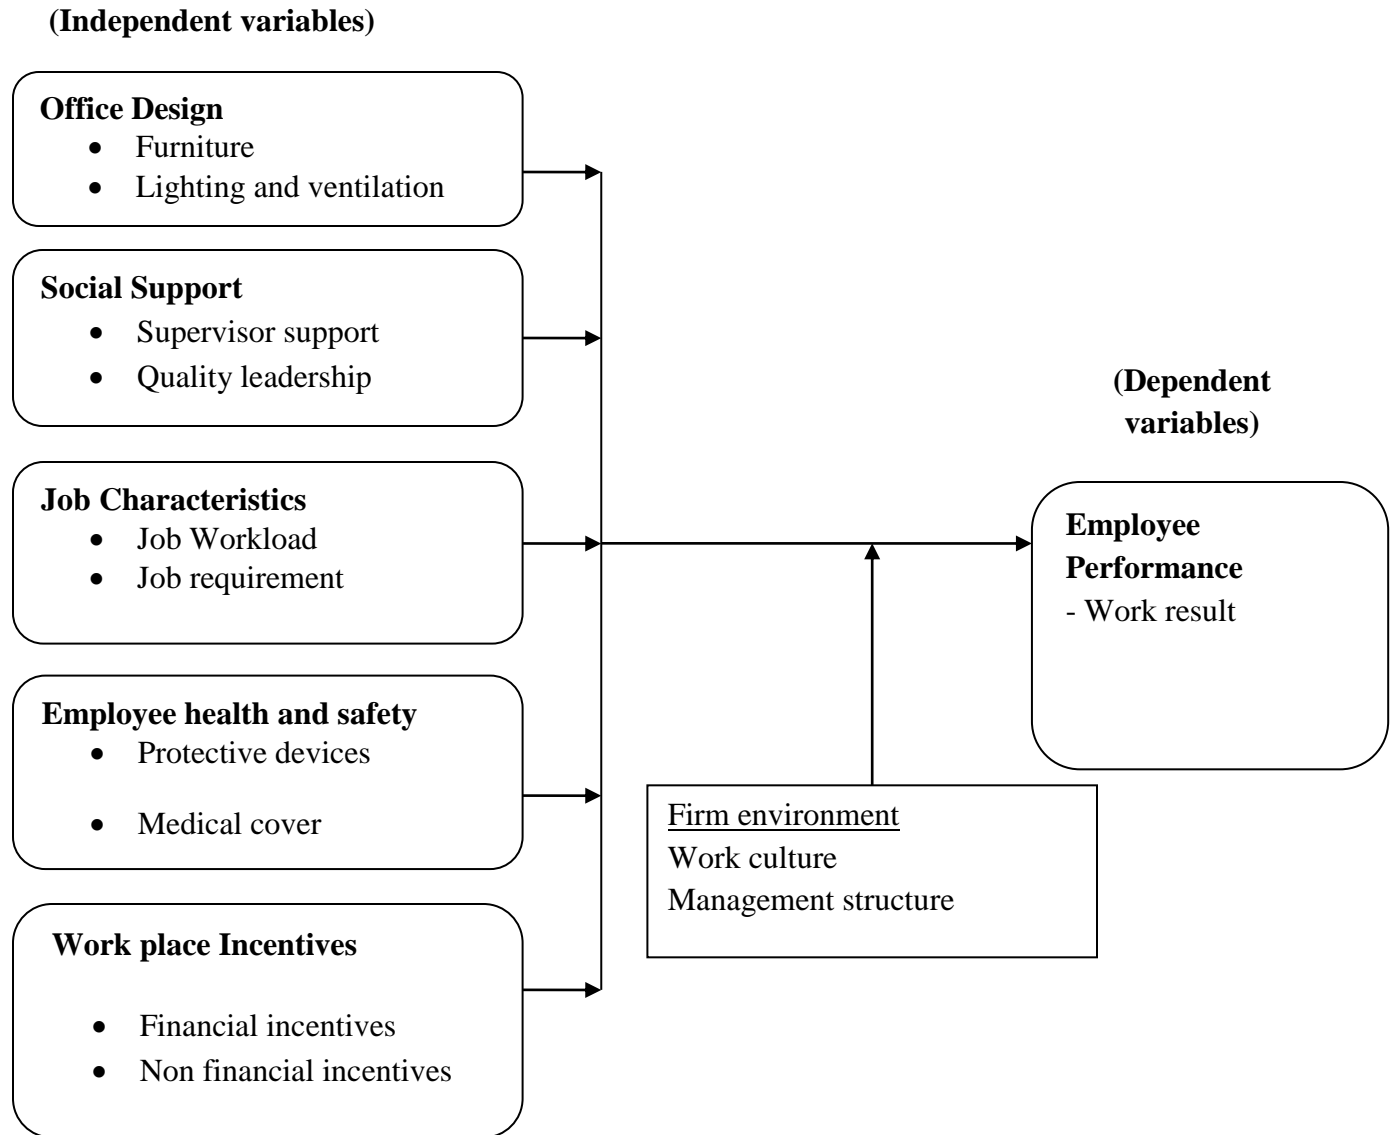 (Independent variables)
Office Design
• Furniture
• Lighting and ventilation
Social Support
• Supervisor support
• Quality leadership
Job Characteristics
• Job Workload
• Job requirement
Employee health and safety
• Protective devices
• Medical cover
Work place Incentives
• Financial incentives
• Non financial incentives
Firm environment
Work culture
Management structure
(Dependent
variables)
Employee
Performance
- Work result